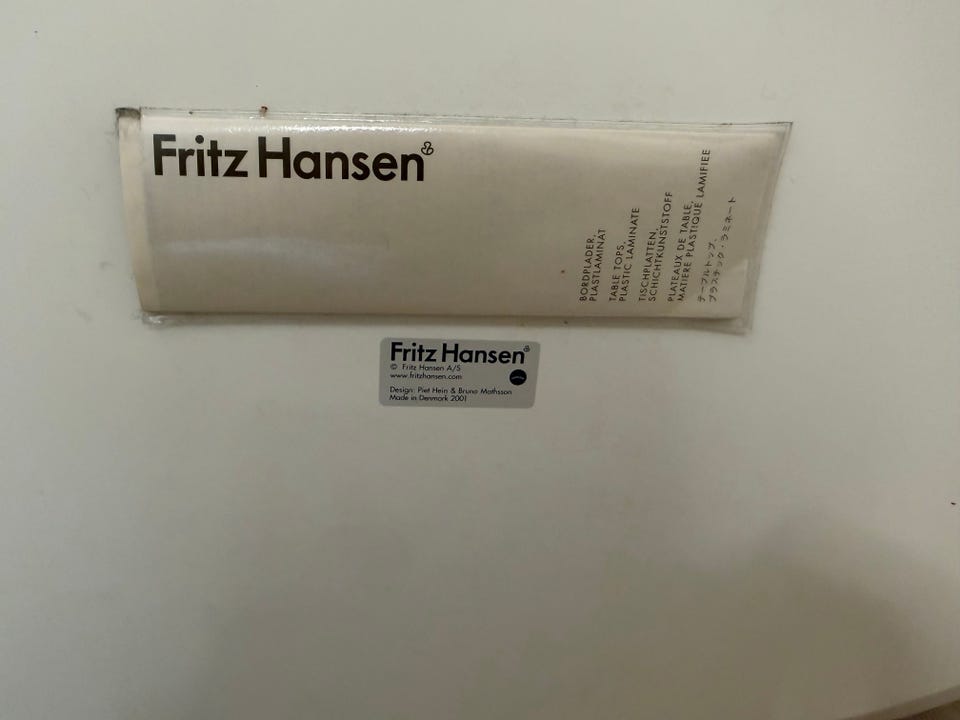 Fritz Hansen
BORDPLADER,
PLASTLAMINAT
TABLE TOPS,
PLASTIC LAMINATE
TISCHPLATTEN,
SCHICHTKUNSTSTOFF
PLATEAUX DE TABLE,
MATIERE PLASTIQUE LAMIFIEE
テーブルトップ、
プラスチック・ラミネート
Fritz Hansen
© Fritz Hansen A/S
www.fritzhansen.com
Design: Piet Hein & Bruno Mathsson
Made in Denmark 2001